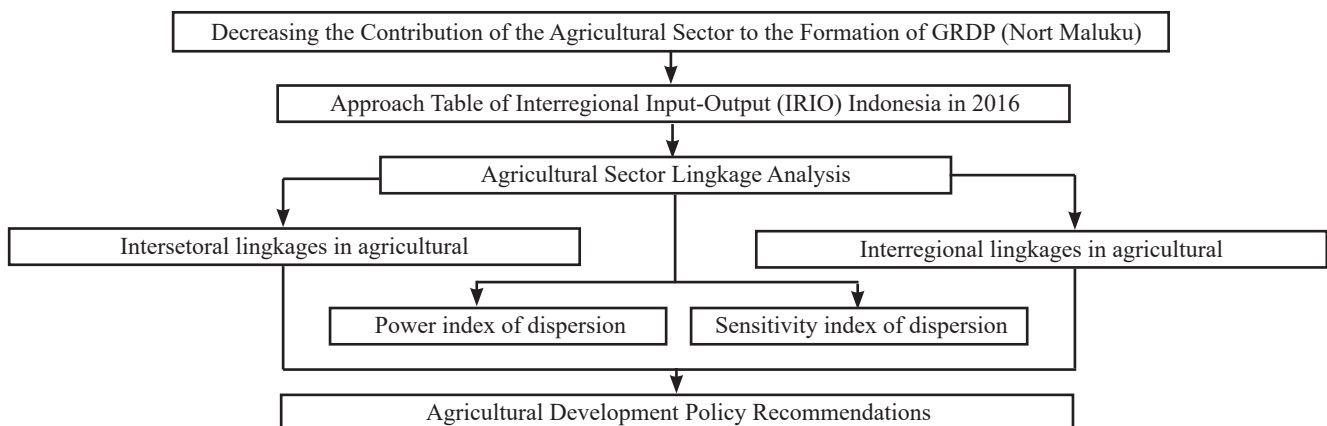 Decreasing the Contribution of the Agricultural Sector to the Formation of GRDP (Nort Maluku)
Approach Table of Interregional Input-Output (IRIO) Indonesia in 2016
Agricultural Sector Lingkage Analysis
Intersetoral lingkages in agricultural
Interregional lingkages in agricultural
Power index of dispersion
Sensitivity index of dispersion
Agricultural Development Policy Recommendations